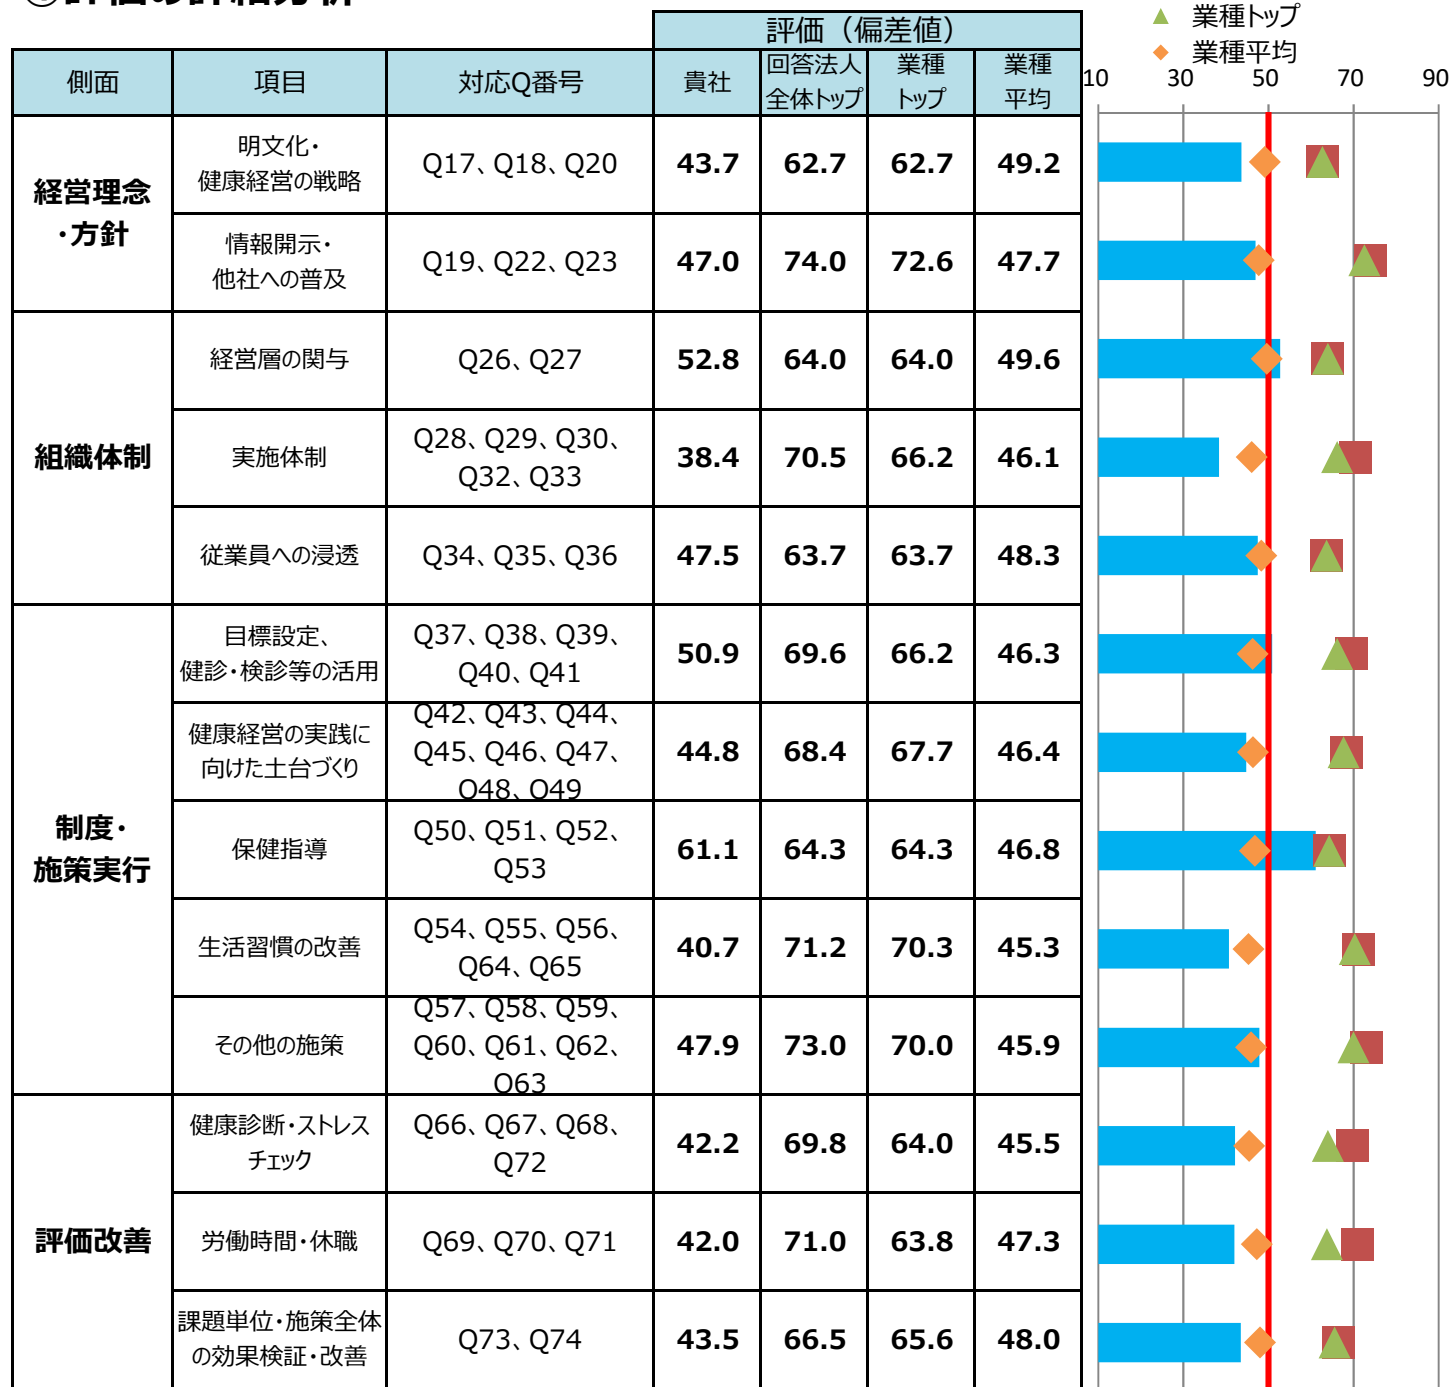 評価の詳細分析
▲ 業種トップ
◆ 業種平均
評価（偏差値）
側面 項目 対応Q番号 貴社 回答法人全体トップ 業種トップ 業種平均
10 30 50 70 90
経営理念・方針
明文化・健康経営の戦略 Q17、Q18、Q20 43.7 62.7 62.7 49.2
情報開示・他社への普及 Q19、Q22、Q23 47.0 74.0 72.6 47.7
組織体制
経営層の関与 Q26、Q27 52.8 64.0 64.0 49.6
実施体制 Q28、Q29、Q30、Q32、Q33 38.4 70.5 66.2 46.1
従業員への浸透 Q34、Q35、Q36 47.5 63.7 63.7 48.3
制度・施策実行
目標設定、健診・検診等の活用 Q37、Q38、Q39、Q40、Q41 50.9 69.6 66.2 46.3
健康経営の実践に向けた土台づくり Q42、Q43、Q44、Q45、Q46、Q47、Q48、Q49 44.8 68.4 67.7 46.4
保健指導 Q50、Q51、Q52、Q53 61.1 64.3 64.3 46.8
生活習慣の改善 Q54、Q55、Q56、Q64、Q65 40.7 71.2 70.3 45.3
その他の施策 Q57、Q58、Q59、Q60、Q61、Q62、Q63 47.9 73.0 70.0 45.9
評価改善
健康診断・ストレスチェック Q66、Q67、Q68、Q72 42.2 69.8 64.0 45.5
労働時間・休職 Q69、Q70、Q71 42.0 71.0 63.8 47.3
課題単位・施策全体の効果検証・改善 Q73、Q74 43.5 66.5 65.6 48.0